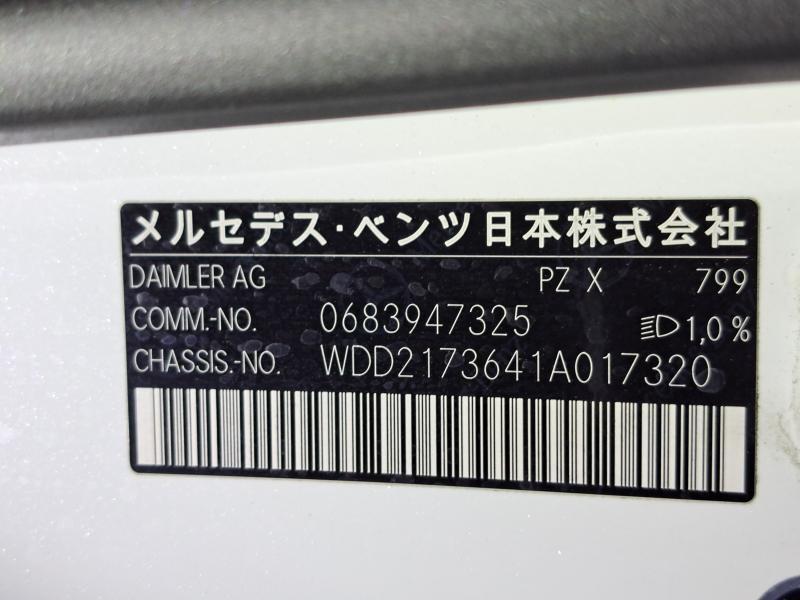 メルセデス・ベンツ日本株式会社
DAIMLER AG PZ X 799
COMM.-NO. 0683947325 1,0 %
CHASSIS.-NO. WDD2173641A017320